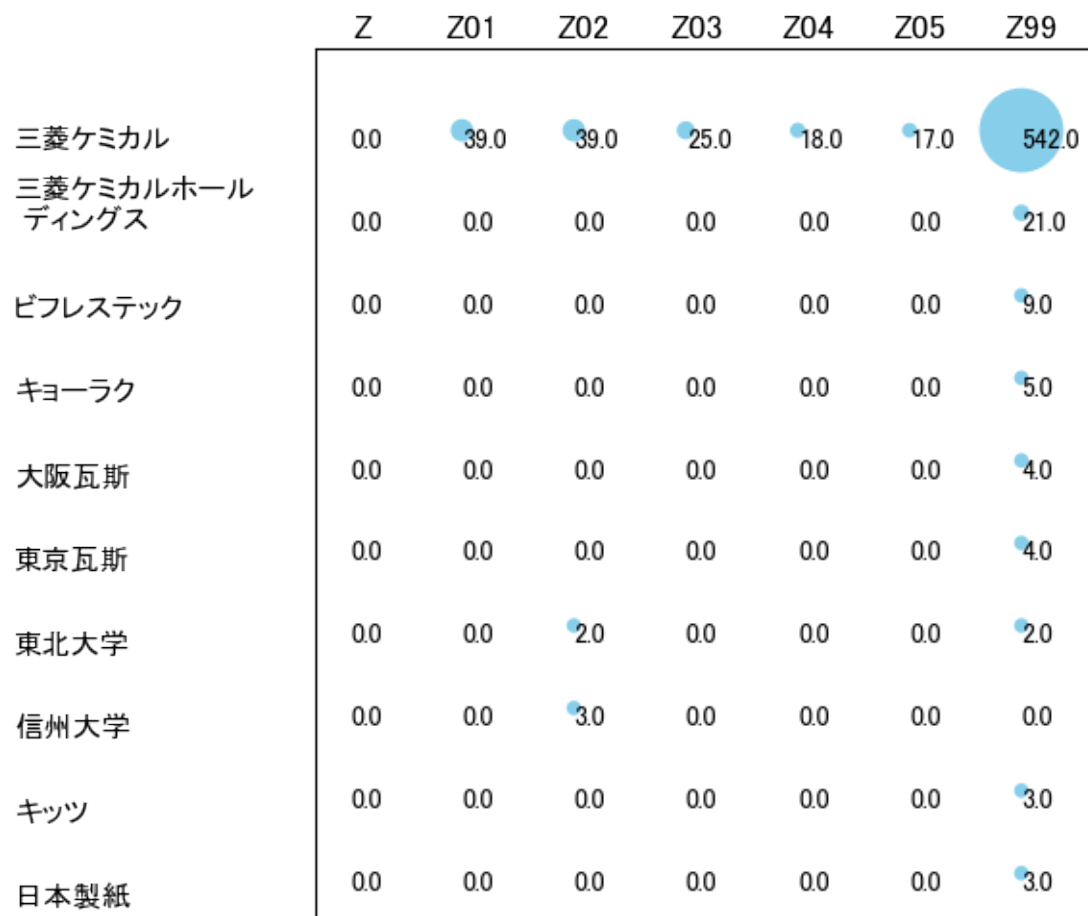 Z Z01 Z02 Z03 Z04 Z05 Z99
三菱ケミカル 0.0 39.0 39.0 25.0 18.0 17.0 542.0
三菱ケミカルホール
ディングス 0.0 0.0 0.0 0.0 0.0 0.0 21.0
ビフレステック 0.0 0.0 0.0 0.0 0.0 0.0 9.0
キョーラク 0.0 0.0 0.0 0.0 0.0 0.0 5.0
大阪瓦斯 0.0 0.0 0.0 0.0 0.0 0.0 4.0
東京瓦斯 0.0 0.0 0.0 0.0 0.0 0.0 4.0
東北大学 0.0 0.0 2.0 0.0 0.0 0.0 2.0
信州大学 0.0 0.0 3.0 0.0 0.0 0.0 0.0
キッツ 0.0 0.0 0.0 0.0 0.0 0.0 3.0
日本製紙 0.0 0.0 0.0 0.0 0.0 0.0 3.0